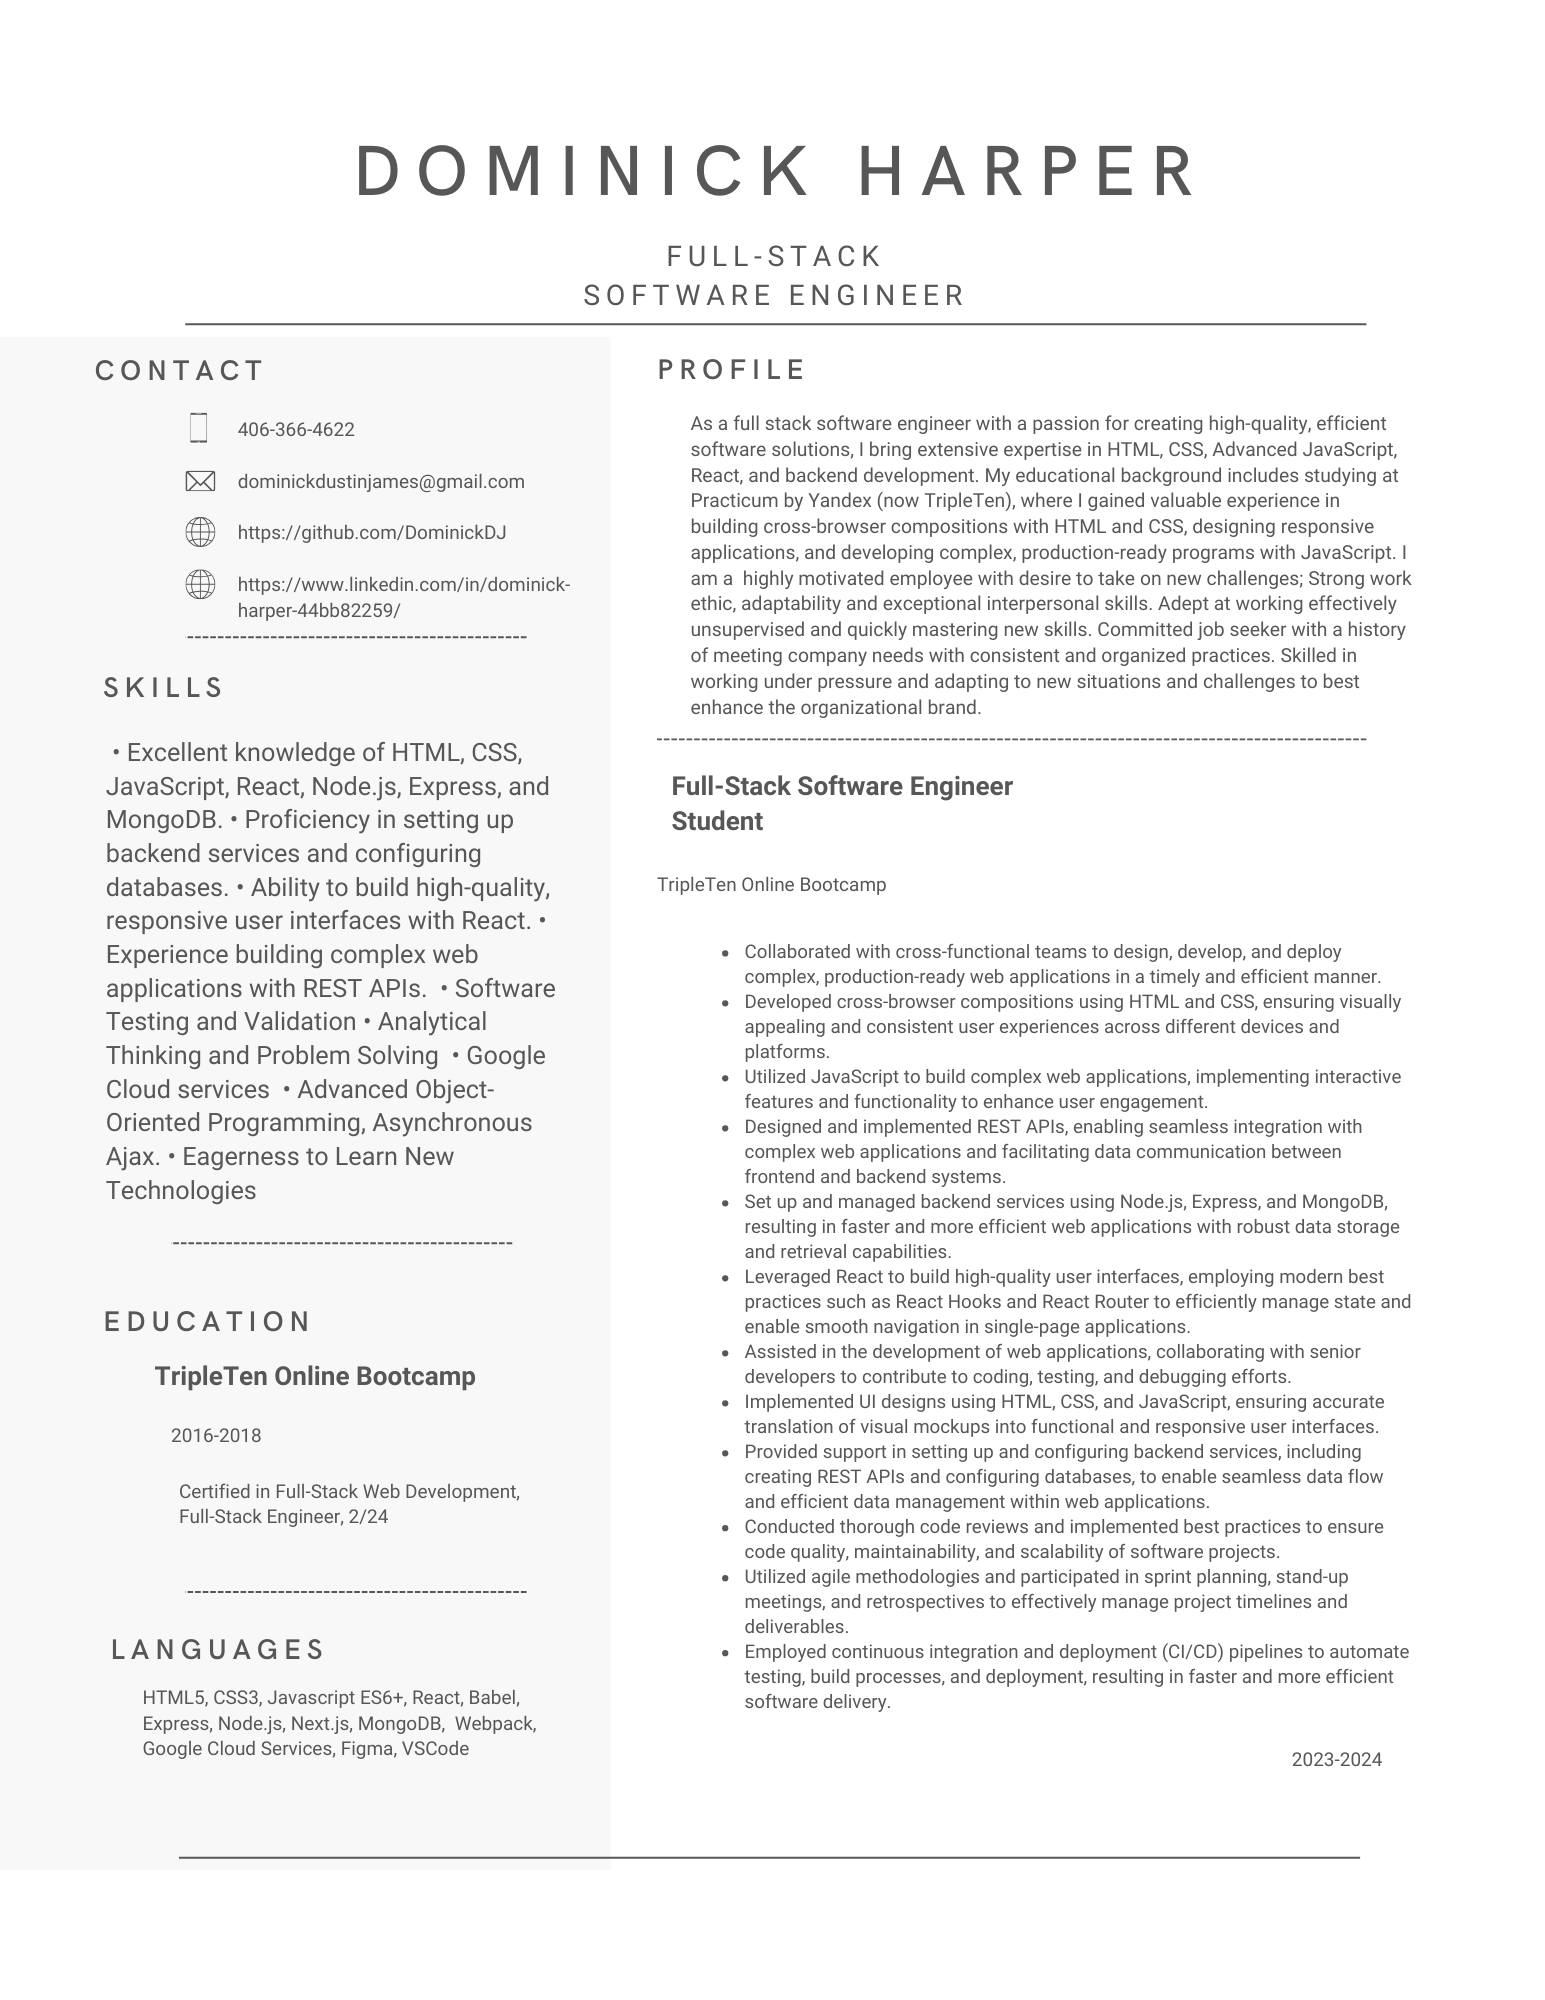 DOMINICK HARPER
FULL-STACK
SOFTWARE ENGINEER
CONTACT
406-366-4622
dominickdustinjames@gmail.com
https://github.com/DominickDJ
https://www.linkedin.com/in/dominick-
harper-44bb82259/
SKILLS
• Excellent knowledge of HTML, CSS,
JavaScript, React, Node.js, Express, and
MongoDB. • Proficiency in setting up
backend services and configuring
databases. • Ability to build high-quality,
responsive user interfaces with React. •
Experience building complex web
applications with REST APIs.  • Software
Testing and Validation • Analytical
Thinking and Problem Solving  • Google
Cloud services  • Advanced Object-
Oriented Programming, Asynchronous
Ajax. • Eagerness to Learn New
Technologies
EDUCATION
TripleTen Online Bootcamp
2016-2018
Certified in Full-Stack Web Development,
Full-Stack Engineer, 2/24
LANGUAGES
HTML5, CSS3, Javascript ES6+, React, Babel,
Express, Node.js, Next.js, MongoDB,  Webpack,
Google Cloud Services, Figma, VSCode
PROFILE
As a full stack software engineer with a passion for creating high-quality, efficient
software solutions, I bring extensive expertise in HTML, CSS, Advanced JavaScript,
React, and backend development. My educational background includes studying at
Practicum by Yandex (now TripleTen), where I gained valuable experience in
building cross-browser compositions with HTML and CSS, designing responsive
applications, and developing complex, production-ready programs with JavaScript. I
am a  highly motivated employee with desire to take on new challenges; Strong work
ethic, adaptability and exceptional interpersonal skills. Adept at working effectively
unsupervised and quickly mastering new skills. Committed job seeker with a history
of meeting company needs with consistent and organized practices. Skilled in
working under pressure and adapting to new situations and challenges to best
enhance the organizational brand.
Full-Stack Software Engineer
Student
TripleTen Online Bootcamp
• Collaborated with cross-functional teams to design, develop, and deploy
complex, production-ready web applications in a timely and efficient manner.
• Developed cross-browser compositions using HTML and CSS, ensuring visually
appealing and consistent user experiences across different devices and
platforms.
• Utilized JavaScript to build complex web applications, implementing interactive
features and functionality to enhance user engagement.
• Designed and implemented REST APIs, enabling seamless integration with
complex web applications and facilitating data communication between
frontend and backend systems.
• Set up and managed backend services using Node.js, Express, and MongoDB,
resulting in faster and more efficient web applications with robust data storage
and retrieval capabilities.
• Leveraged React to build high-quality user interfaces, employing modern best
practices such as React Hooks and React Router to efficiently manage state and
enable smooth navigation in single-page applications.
• Assisted in the development of web applications, collaborating with senior
developers to contribute to coding, testing, and debugging efforts.
• Implemented UI designs using HTML, CSS, and JavaScript, ensuring accurate
translation of visual mockups into functional and responsive user interfaces.
• Provided support in setting up and configuring backend services, including
creating REST APIs and configuring databases, to enable seamless data flow
and efficient data management within web applications.
• Conducted thorough code reviews and implemented best practices to ensure
code quality, maintainability, and scalability of software projects.
• Utilized agile methodologies and participated in sprint planning, stand-up
meetings, and retrospectives to effectively manage project timelines and
deliverables.
• Employed continuous integration and deployment (CI/CD) pipelines to automate
testing, build processes, and deployment, resulting in faster and more efficient
software delivery.
2023-2024